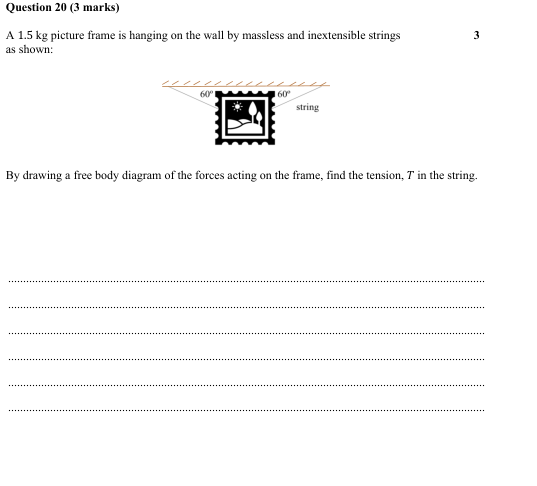 Question 20 (3 marks)
A 1.5 kg picture frame is hanging on the wall by massless and inextensible strings 3
as shown:
60° 60°
string
By drawing a free body diagram of the forces acting on the frame, find the tension, T in the string.